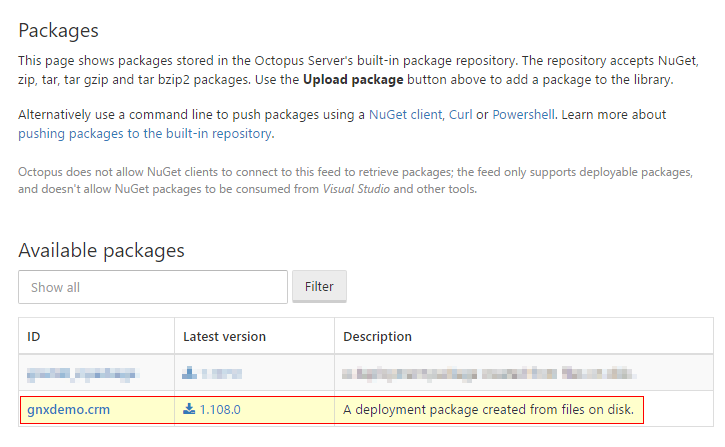 Packages
This page shows packages stored in the Octopus Server's built-in package repository. The repository accepts NuGet,
zip, tar, tar gzip and tar bzip2 packages. Use the Upload package button above to add a package to the library.
Alternatively use a command line to push packages using a NuGet client, Curl or Powershell. Learn more about
pushing packages to the built-in repository.
Octopus does not allow NuGet clients to connect to this feed to retrieve packages; the feed only supports deployable packages,
and doesn't allow NuGet packages to be consumed from Visual Studio and other tools.
Available packages
Show all Filter
ID Latest version Description
gnxdemo.crm 1.108.0 A deployment package created from files on disk.